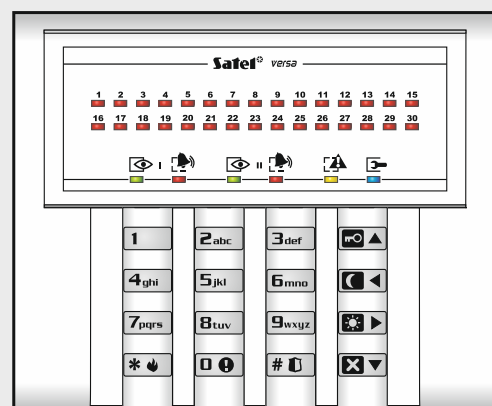 Satel versa
1 2 3 4 5 6 7 8 9 10 11 12 13 14 15
16 17 18 19 20 21 22 23 24 25 26 27 28 29 30
I II
1 2abc 3def
4ghi 5jkl 6mno
7pqrs 8tuv 9wxyz
* 0 #